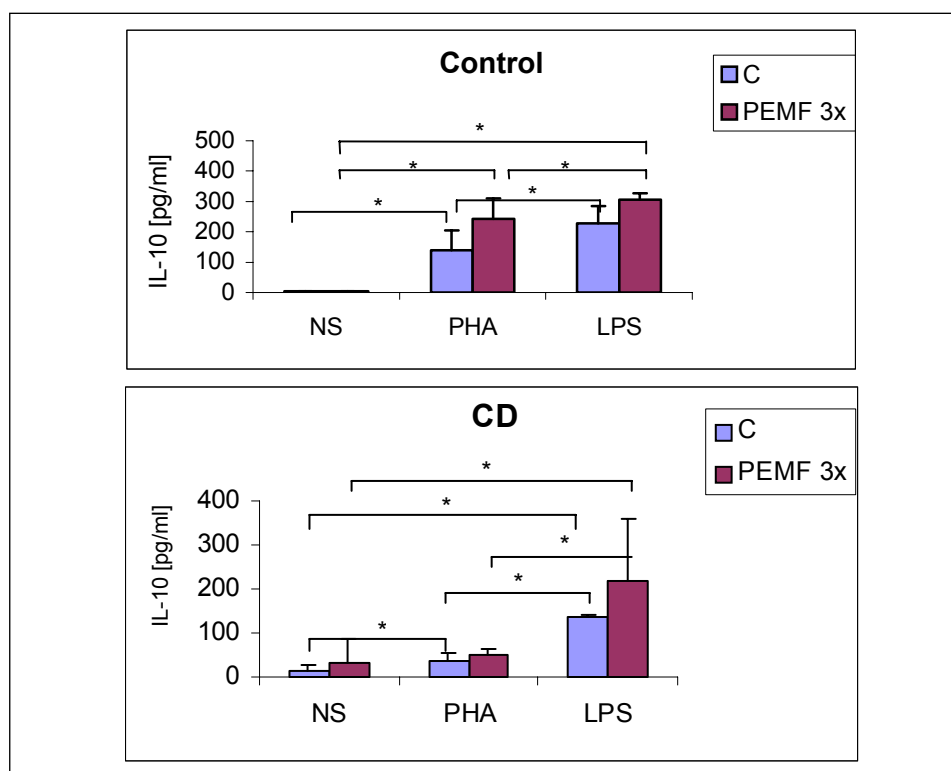 Control
C
PEMF 3x
IL-10 [pg/ml]
500
400
300
200
100
0
*
*
*
*
*
NS PHA LPS
CD
C
PEMF 3x
IL-10 [pg/ml]
400
300
200
100
0
*
*
*
*
*
NS PHA LPS